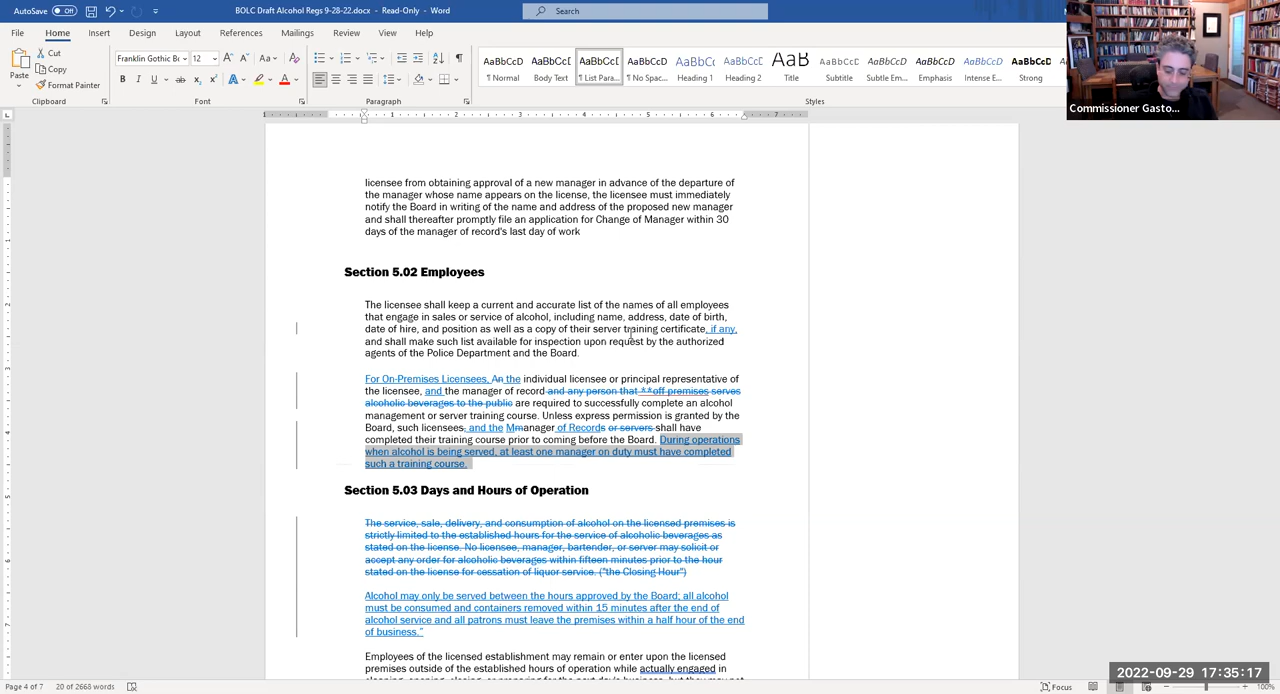 AutoSave Off BOLC Draft Alcohol Regs 9-28-22.docx - Read-Only - Word Search
File Home Insert Draw Design Layout References Mailings Review View Help
Paste Cut Copy Format Painter
Franklin Gothic B 12
AaBbCcD AaBbCcD AaBbCcD AaBbCcD AaBbC AaBbCcD AaB AaBbCcD AaBbCcD AaBbCcD AaBbCcD AaBbCcD
¶ Normal Body Text ¶ List Para... ¶ No Spac... Heading 1 Heading 2 Title Subtitle Subtle Em... Emphasis Intense E... Strong
Clipboard Font Paragraph Styles
Commissioner Gasto...
licensee from obtaining approval of a new manager in advance of the departure of
the manager whose name appears on the license, the licensee must immediately
notify the Board in writing of the name and address of the proposed new manager
and shall thereafter promptly file an application for Change of Manager within 30
days of the manager of record's last day of work
Section 5.02 Employees
The licensee shall keep a current and accurate list of the names of all employees
that engage in sales or service of alcohol, including name, address, date of birth,
date of hire, and position as well as a copy of their server training certificate, if any,
and shall make such list available for inspection upon request by the authorized
agents of the Police Department and the Board.
For On-Premises Licensees, An the individual licensee or principal representative of
the licensee, and the manager of record and any person that **off premises serves
alcoholic beverages to the public are required to successfully complete an alcohol
management or server training course. Unless express permission is granted by the
Board, such licensees, and the Mmanager of Records or servers shall have
completed their training course prior to coming before the Board. During operations
when alcohol is being served, at least one manager on duty must have completed
such a training course.
Section 5.03 Days and Hours of Operation
The service, sale, delivery, and consumption of alcohol on the licensed premises is
strictly limited to the established hours for the service of alcoholic beverages as
stated on the license. No licensee, manager, bartender, or server may solicit or
accept any order for alcoholic beverages within fifteen minutes prior to the hour
stated on the license for cessation of liquor service. ("the Closing Hour")
Alcohol may only be served between the hours approved by the Board; all alcohol
must be consumed and containers removed within 15 minutes after the end of
alcohol service and all patrons must leave the premises within a half hour of the end
of business."
Employees of the licensed establishment may remain or enter upon the licensed
premises outside of the established hours of operation while actually engaged in
Page 4 of 7 20 of 2668 words Focus 100%
2022-09-29 17:35:17